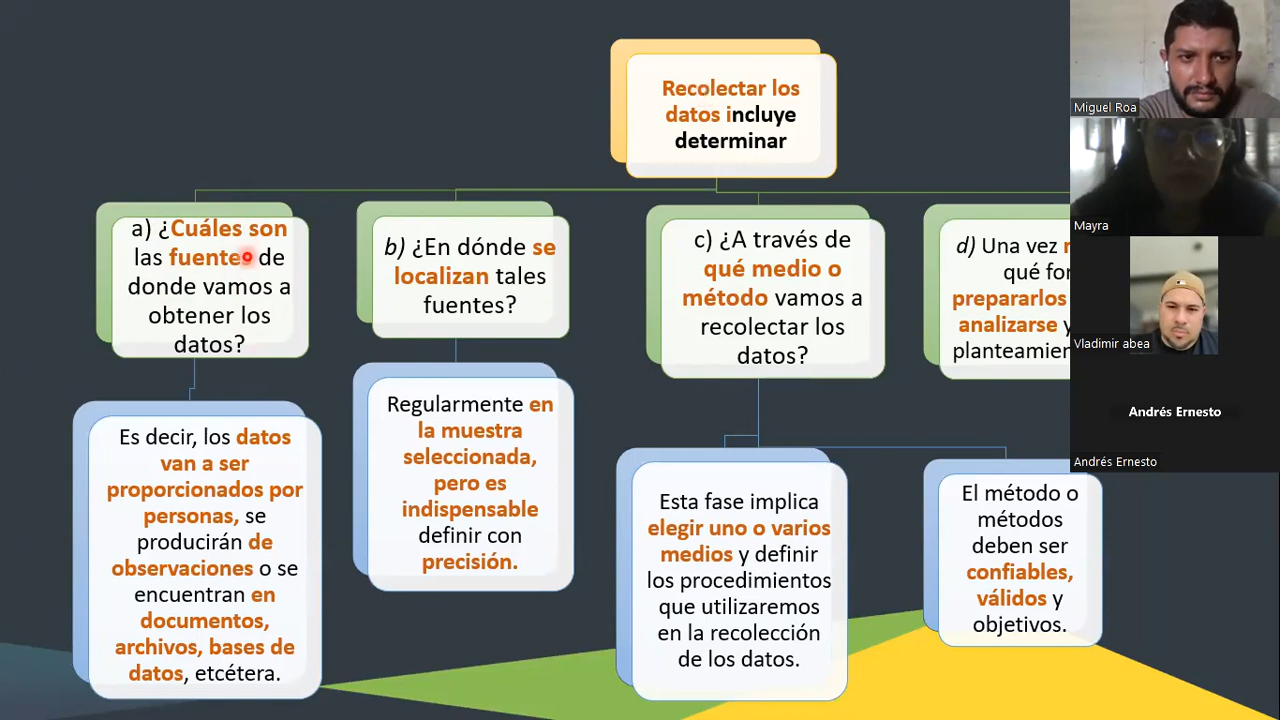 Recolectar los
datos incluye
determinar
a) ¿Cuáles son
las fuentes de
donde vamos a
obtener los
datos?
b) ¿En dónde se
localizan tales
fuentes?
c) ¿A través de
qué medio o
método vamos a
recolectar los
datos?
d) Una vez
qué
prepararlos
analizarse y
Es decir, los datos
van a ser
proporcionados por
personas, se
producirán de
observaciones o se
encuentran en
documentos,
archivos, bases de
datos, etcétera.
Regularmente en
la muestra
seleccionada,
pero es
indispensable
definir con
precisión.
Esta fase implica
elegir uno o varios
medios y definir
los procedimientos
que utilizaremos
en la recolección
de los datos.
El método o
métodos
deben ser
confiables,
válidos y
objetivos.
Miguel Roa
Mayra
Vladimir abea
Andrés Ernesto
Andrés Ernesto